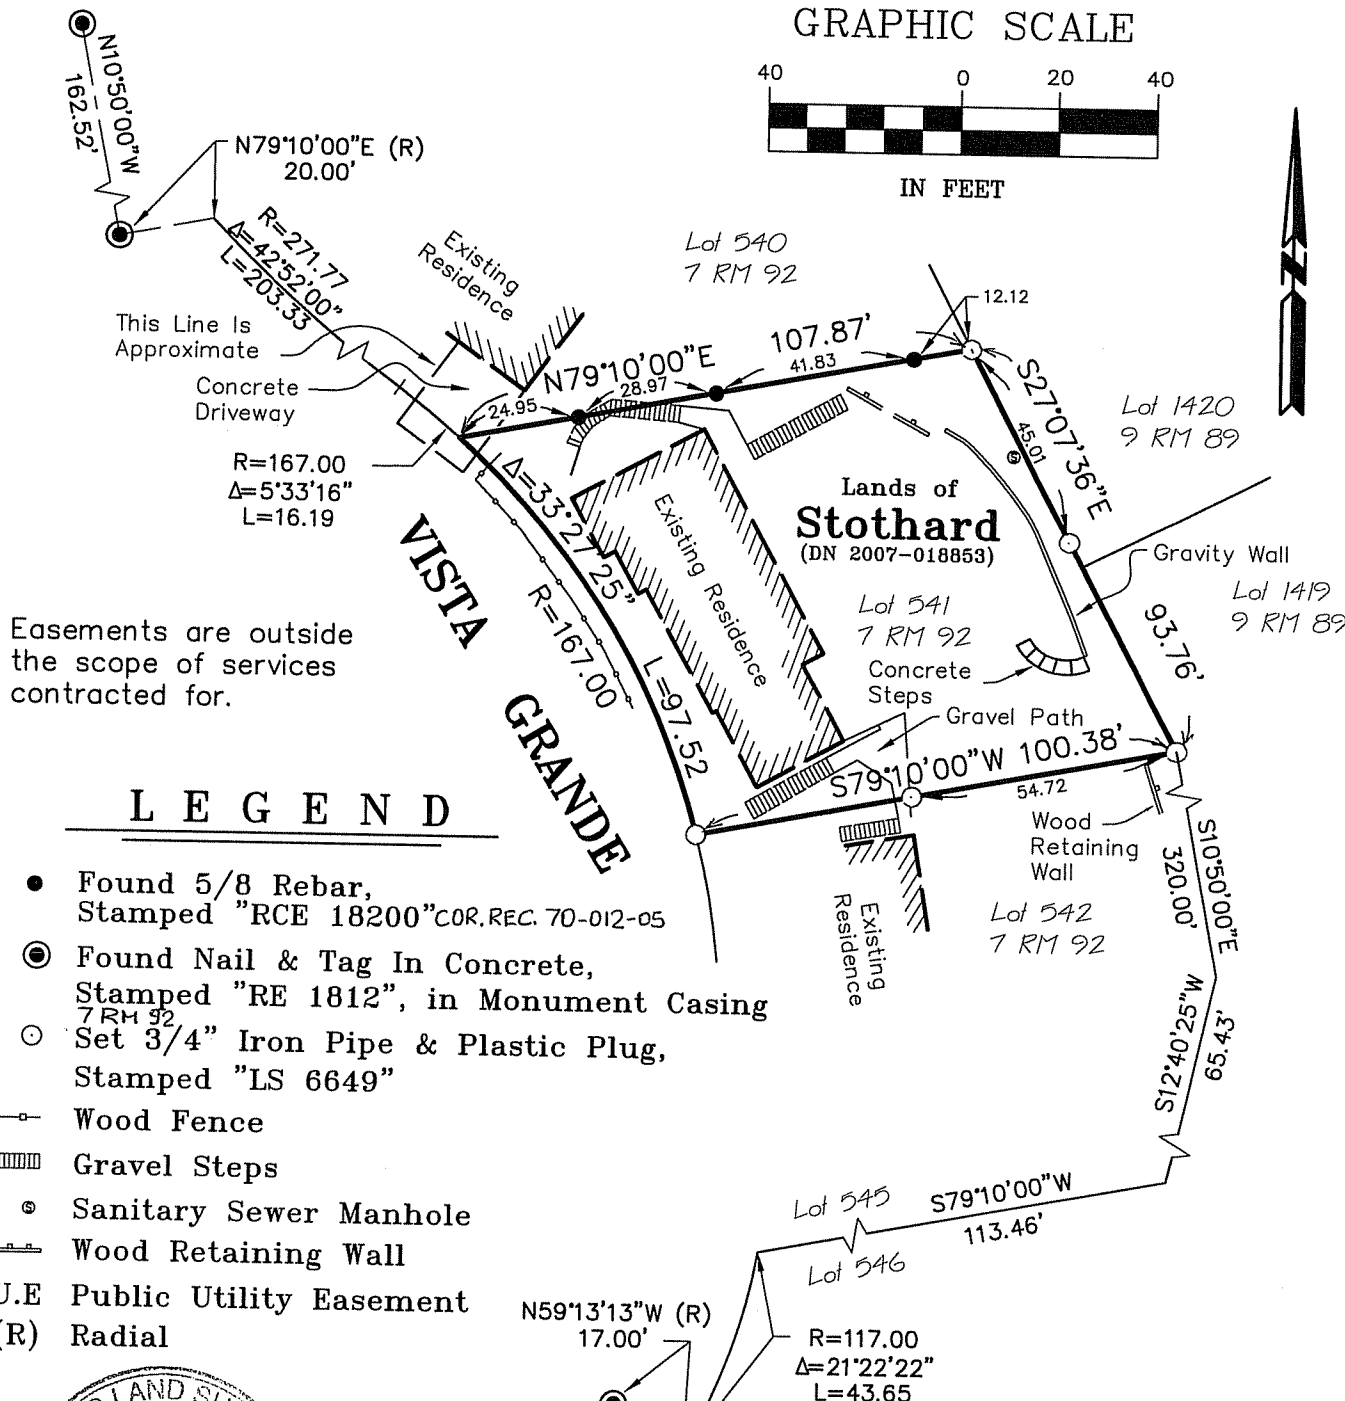 GRAPHIC SCALE
40 0 20 40
IN FEET
N10°50'00"W
162.52'
N79°10'00"E (R)
20.00'
R=271.77
Δ=42°52'00"
L=203.33
Existing
Residence
Lot 540
7 RM 92
12.12
This Line Is
Approximate
Concrete
Driveway
N79°10'00"E
107.87'
24.95
28.97
41.83
S27°07'36"E
45.01
93.76'
Lot 1420
9 RM 89
R=167.00
Δ=5°33'16"
L=16.19
Δ=33°27'25"
R=167.00
L=97.52
Existing Residence
Lands of
Stothard
(DN 2007-018853)
Gravity Wall
Lot 1419
9 RM 89
Lot 541
7 RM 92
VISTA
GRANDE
Easements are outside
the scope of services
contracted for.
Concrete
Steps
Gravel Path
S79°10'00"W 100.38'
54.72
Wood
Retaining
Wall
S10°50'00"E
320.00'
Existing
Residence
Lot 542
7 RM 92
S12°40'25"W
65.43'
LEGEND
Found 5/8 Rebar,
Stamped "RCE 18200" COR. REC. 70-012-05
Found Nail & Tag In Concrete,
Stamped "RE 1812", in Monument Casing
7 RM 92
Set 3/4" Iron Pipe & Plastic Plug,
Stamped "LS 6649"
Wood Fence
Gravel Steps
S Sanitary Sewer Manhole
Wood Retaining Wall
U.E Public Utility Easement
(R) Radial
Lot 545
S79°10'00"W
113.46'
Lot 546
N59°13'13"W (R)
17.00'
R=117.00
Δ=21°22'22"
L=43.65
LAND
N